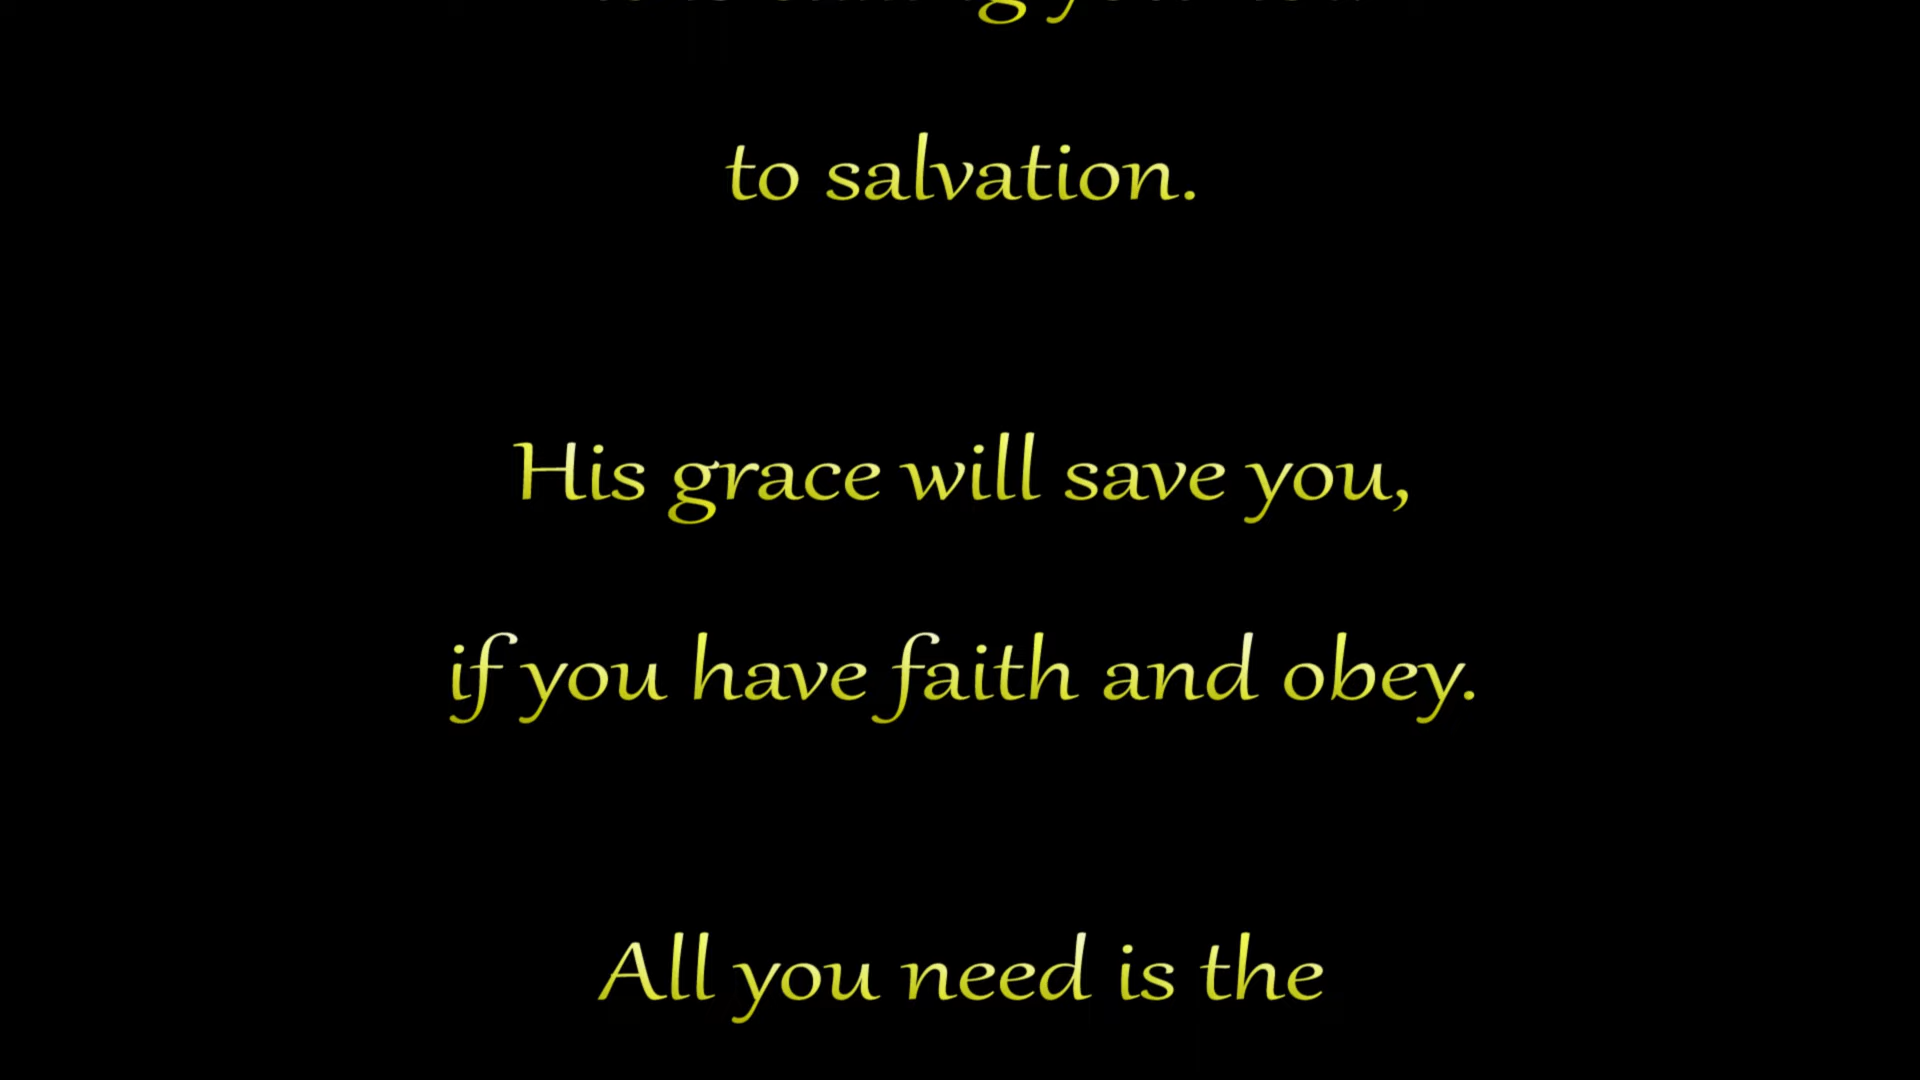 to salvation.
His grace will save you,
if you have faith and obey.
All you need is the